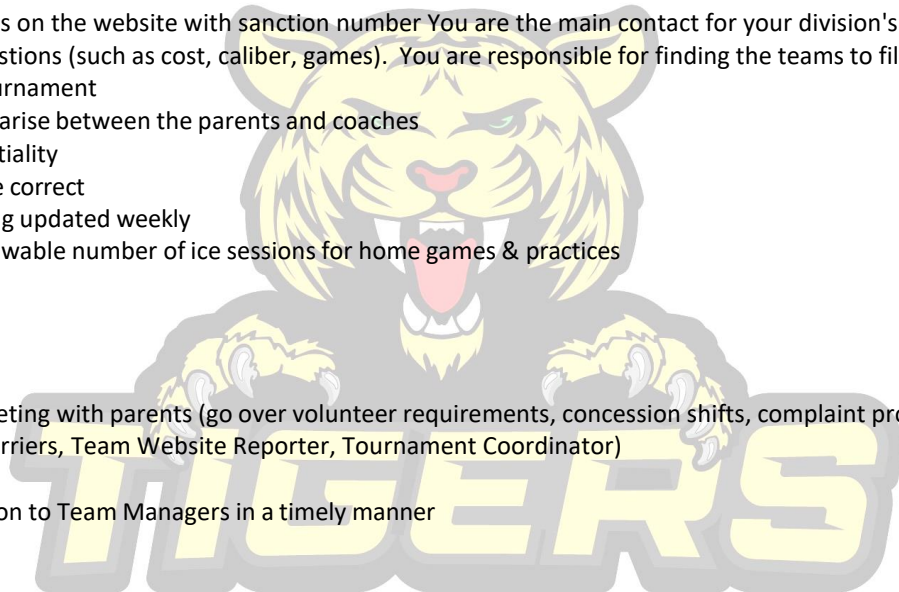 s on the website with sanction number You are the main contact for your division's
stions (such as cost, caliber, games).  You are responsible for finding the teams to fil
urnament
arise between the parents and coaches
tiality
e correct
g updated weekly
wable number of ice sessions for home games & practices
eting with parents (go over volunteer requirements, concession shifts, complaint pro
rriers, Team Website Reporter, Tournament Coordinator)
on to Team Managers in a timely manner
TIGERS